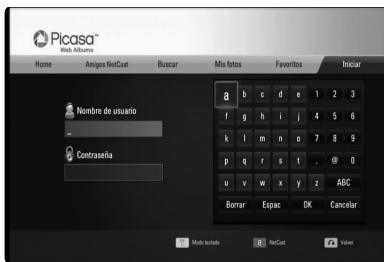 Picasa™
Web Albums
Home Amigos NetCast Buscar Mis fotos Favoritos Iniciar
Nombre de usuario
_
Contraseña
a b c d e 1 2 3
f g h i j 4 5 6
k l m n o 7 8 9
p q r s t . @ 0
u v w x y z ABC
Borrar Espac OK Cancelar
Modo teclado NetCast Volver